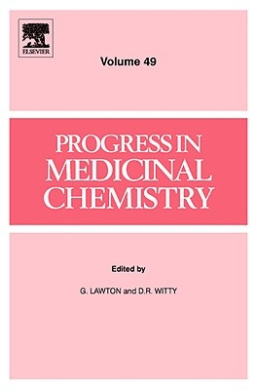 ELSEVIER
Volume 49
PROGRESS IN
MEDICINAL
CHEMISTRY
Edited by
G. LAWTON and D.R. WITTY